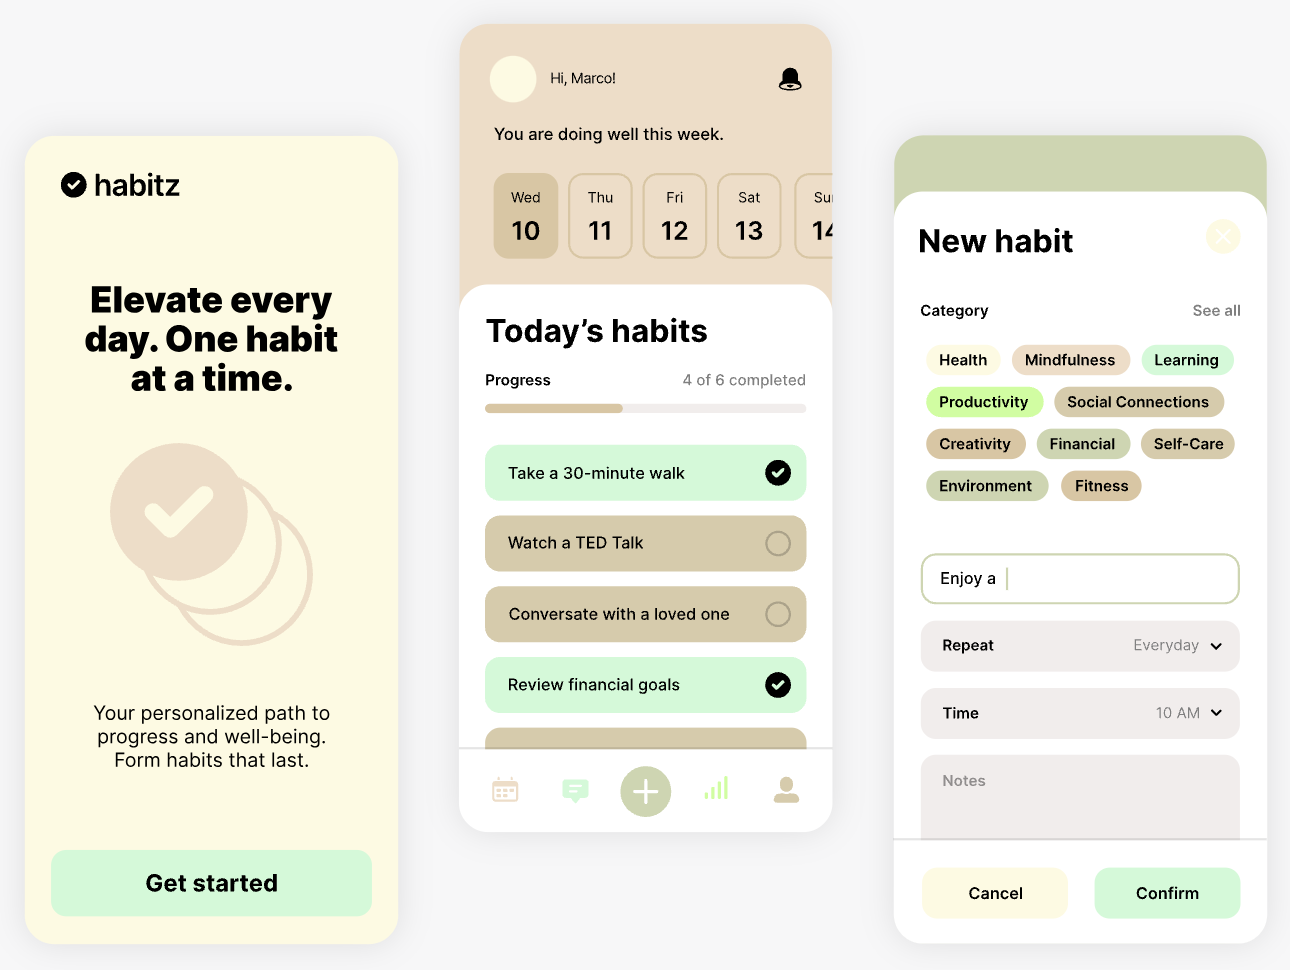 habitz
Elevate every
day. One habit
at a time.
Your personalized path to
progress and well-being.
Form habits that last.
Get started
Hi, Marco!
You are doing well this week.
Wed Thu Fri Sat Sun
10 11 12 13 14
Today's habits
Progress 4 of 6 completed
Take a 30-minute walk
Watch a TED Talk
Conversate with a loved one
Review financial goals
New habit
Category See all
Health Mindfulness Learning
Productivity Social Connections
Creativity Financial Self-Care
Environment Fitness
Enjoy a
Repeat Everyday
Time 10 AM
Notes
Cancel Confirm